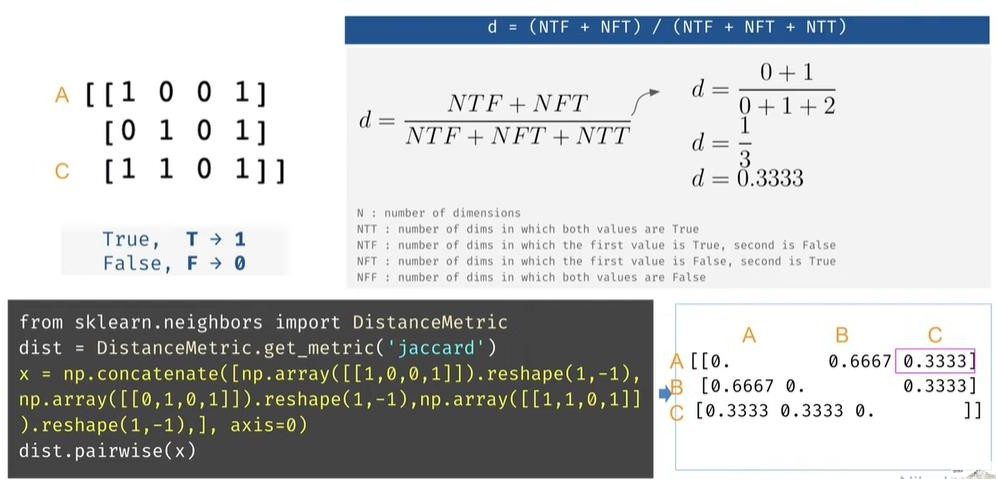 d = (NTF + NFT) / (NTF + NFT + NTT)
A [[1 0 0 1]
[0 1 0 1]
C [1 1 0 1]]
True, T → 1
False, F → 0
d = NTF + NFT / NTF + NFT + NTT
d = 0 + 1 / 0 + 1 + 2
d = 1 / 3
d = 0.3333
N : number of dimensions
NTT : number of dims in which both values are True
NTF : number of dims in which the first value is True, second is False
NFT : number of dims in which the first value is False, second is True
NFF : number of dims in which both values are False
from sklearn.neighbors import DistanceMetric
dist = DistanceMetric.get_metric('jaccard')
x = np.concatenate([np.array([[1,0,0,1]]).reshape(1,-1),
np.array([[0,1,0,1]]).reshape(1,-1),np.array([[1,1,0,1]]
).reshape(1,-1),], axis=0)
dist.pairwise(x)
A B C
A [[0. 0.6667 0.3333]
B [0.6667 0. 0.3333]
C [0.3333 0.3333 0. ]]